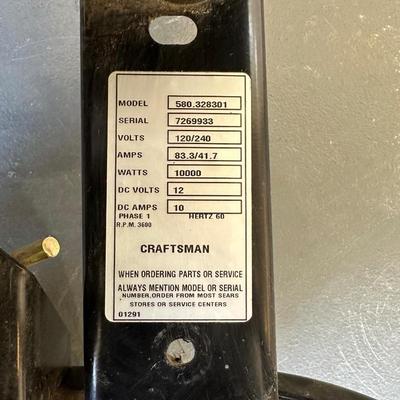 MODEL 580.328301
SERIAL 7269933
VOLTS 120/240
AMPS 83.3/41.7
WATTS 10000
DC VOLTS 12
DC AMPS 10
PHASE 1 HERTZ 60
R.P.M. 3600
CRAFTSMAN
WHEN ORDERING PARTS OR SERVICE
ALWAYS MENTION MODEL OR SERIAL
NUMBER,ORDER FROM MOST SEARS
STORES OR SERVICE CENTERS
01291